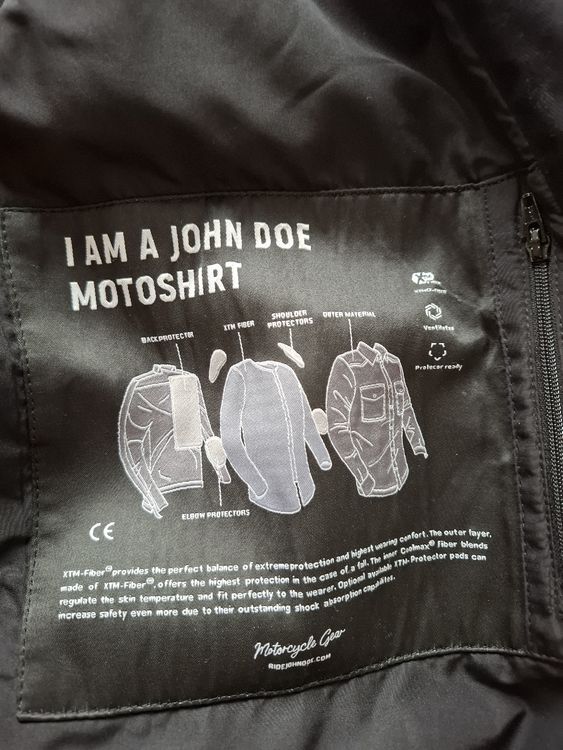 I AM A JOHN DOE
MOTOSHIRT
BACKPROTECTOR
XTM FIBER
SHOULDER
PROTECTORS
OUTER MATERIAL
Ventilates
Protector ready
ELBOW PROTECTORS
CE
XTM-Fiber® provides the perfect balance of extreme protection and highest wearing comfort. The outer layer,
made of XTM-Fiber®, offers the highest protection in the case of a fall. The inner Coolmax® fiber blends
regulate the skin temperature and fit perfectly to the wearer. Optional available XTM-Protector pads can
increase safety even more due to their outstanding shock absorption capabilities.
Motorcycle Gear
RIDEJOHNDOE.COM